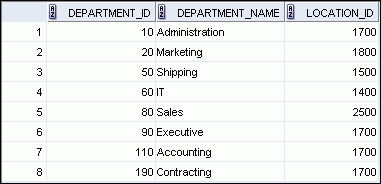 DEPARTMENT_ID DEPARTMENT_NAME LOCATION_ID
1 10 Administration 1700
2 20 Marketing 1800
3 50 Shipping 1500
4 60 IT 1400
5 80 Sales 2500
6 90 Executive 1700
7 110 Accounting 1700
8 190 Contracting 1700